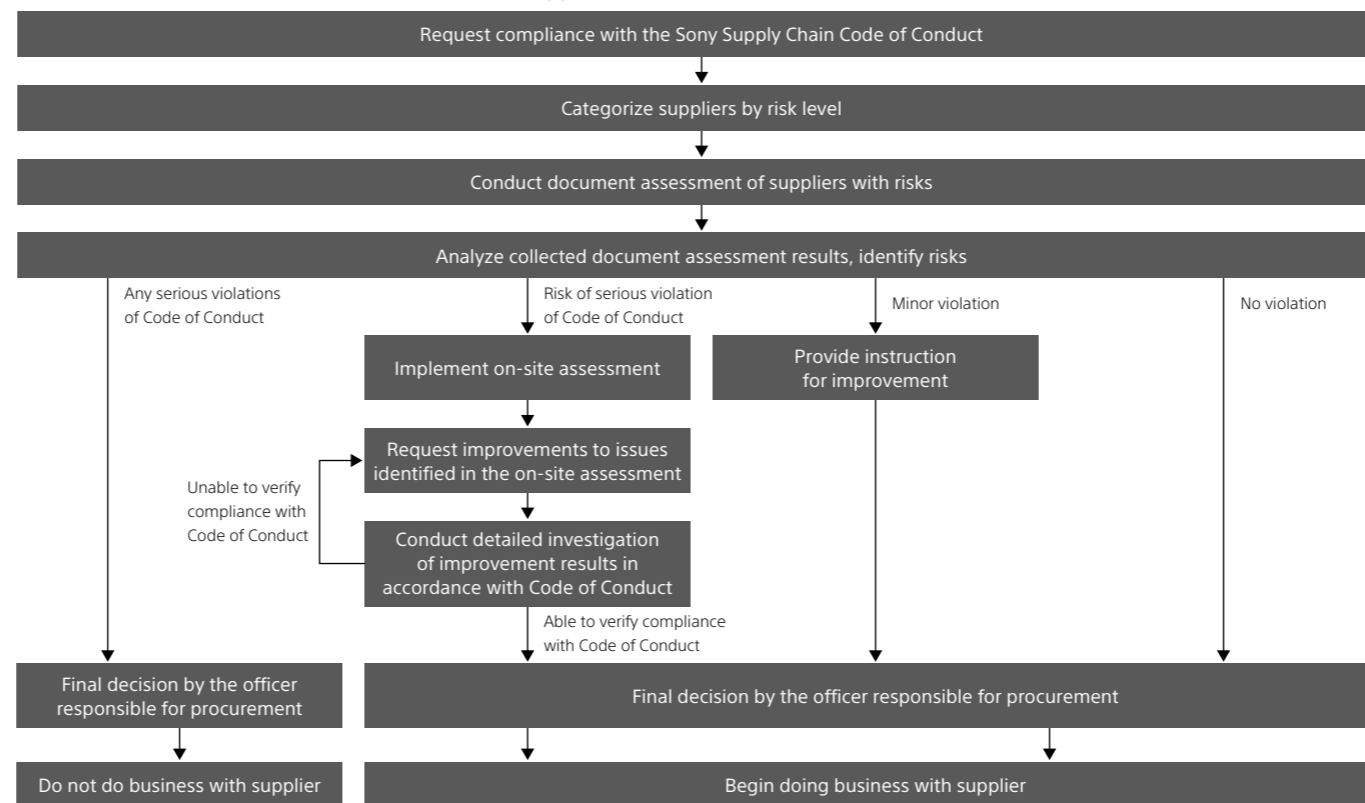 Request compliance with the Sony Supply Chain Code of Conduct
Categorize suppliers by risk level
Conduct document assessment of suppliers with risks
Analyze collected document assessment results, identify risks
Any serious violations
of Code of Conduct
Risk of serious violation
of Code of Conduct
Minor violation
No violation
Implement on-site assessment
Provide instruction
for improvement
Request improvements to issues
identified in the on-site assessment
Unable to verify
compliance with
Code of Conduct
Conduct detailed investigation
of improvement results in
accordance with Code of Conduct
Able to verify compliance
with Code of Conduct
Final decision by the officer
responsible for procurement
Final decision by the officer responsible for procurement
Do not do business with supplier
Begin doing business with supplier